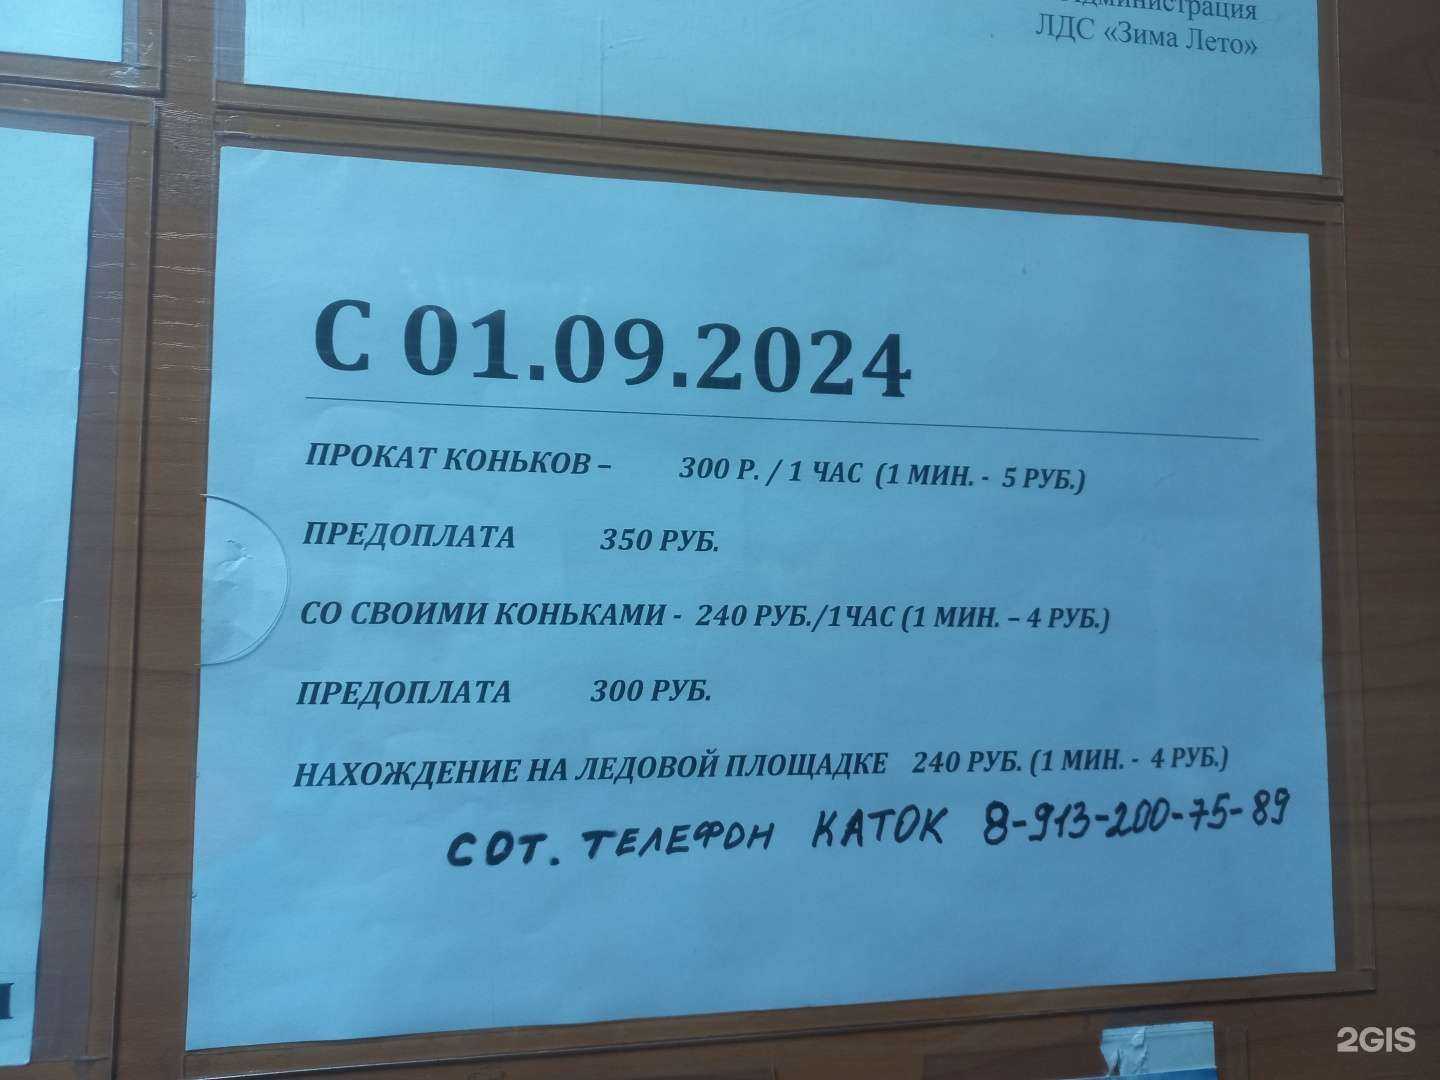 Администрация
ЛДС «Зима Лето»
С 01.09.2024
ПРОКАТ КОНЬКОВ – 300 Р. / 1 ЧАС (1 МИН. - 5 РУБ.)
ПРЕДОПЛАТА 350 РУБ.
СО СВОИМИ КОНЬКАМИ - 240 РУБ./1ЧАС (1 МИН. – 4 РУБ.)
ПРЕДОПЛАТА 300 РУБ.
НАХОЖДЕНИЕ НА ЛЕДОВОЙ ПЛОЩАДКЕ 240 РУБ. (1 МИН. - 4 РУБ.)
СОТ. ТЕЛЕФОН КАТОК 8-913-200-75-89
2GIS